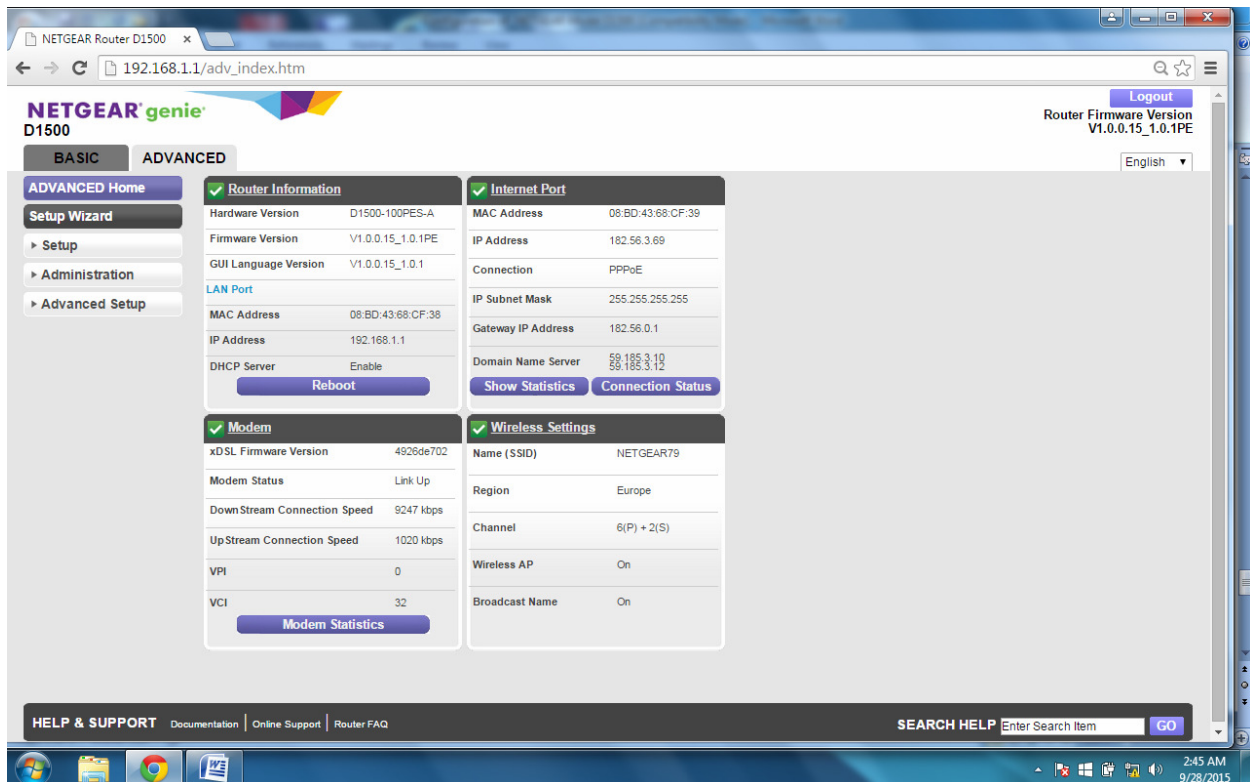 NETGEAR Router D1500
192.168.1.1/adv_index.htm
NETGEAR genie
D1500
Logout
Router Firmware Version
V1.0.0.15_1.0.1PE
BASIC
ADVANCED
English
ADVANCED Home
Setup Wizard
Setup
Administration
Advanced Setup
Router Information
Hardware Version D1500-100PES-A
Firmware Version V1.0.0.15_1.0.1PE
GUI Language Version V1.0.0.15_1.0.1
LAN Port
MAC Address 08:BD:43:68:CF:38
IP Address 192.168.1.1
DHCP Server Enable
Reboot
Internet Port
MAC Address 08:BD:43:68:CF:39
IP Address 182.56.3.69
Connection PPPoE
IP Subnet Mask 255.255.255.255
Gateway IP Address 182.56.0.1
Domain Name Server 59.185.3.10
59.185.3.12
Show Statistics
Connection Status
Modem
xDSL Firmware Version 4926de702
Modem Status Link Up
DownStream Connection Speed 9247 kbps
UpStream Connection Speed 1020 kbps
VPI 0
VCI 32
Modem Statistics
Wireless Settings
Name (SSID) NETGEAR79
Region Europe
Channel 6(P) + 2(S)
Wireless AP On
Broadcast Name On
HELP & SUPPORT Documentation | Online Support | Router FAQ
SEARCH HELP Enter Search Item GO
2:45 AM
9/28/2015